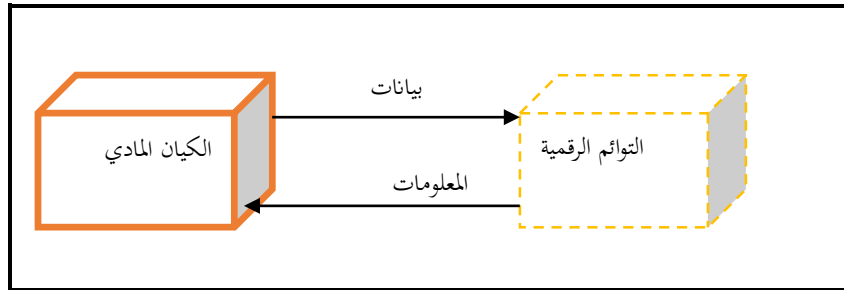 بيانات
الكيان المادي
التوائم الرقمية
المعلومات